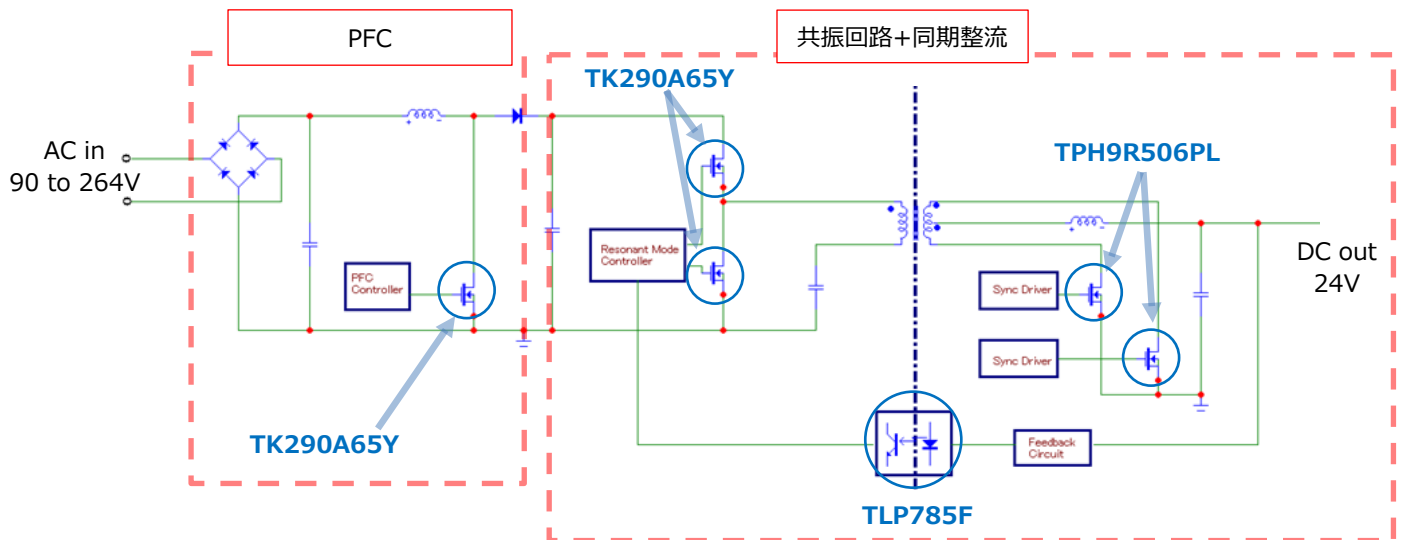 PFC
共振回路+同期整流
TK290A65Y
AC in
90 to 264V
TPH9R506PL
Resonant Mode
Controller
PFC
Controller
Sync Driver
DC out
24V
Sync Driver
TK290A65Y
Feedback
Circuit
TLP785F